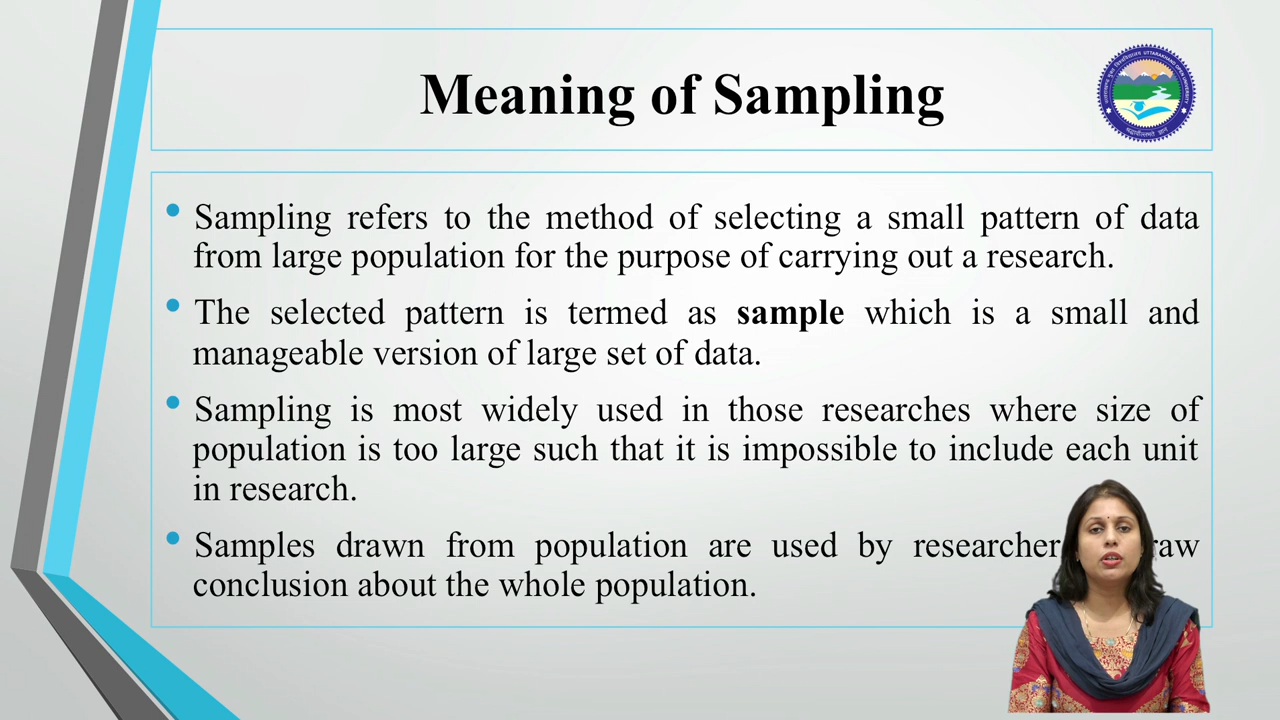 Meaning of Sampling
Sampling refers to the method of selecting a small pattern of data
from large population for the purpose of carrying out a research.
The selected pattern is termed as sample which is a small and
manageable version of large set of data.
Sampling is most widely used in those researches where size of
population is too large such that it is impossible to include each unit
in research.
Samples drawn from population are used by researcher raw
conclusion about the whole population.